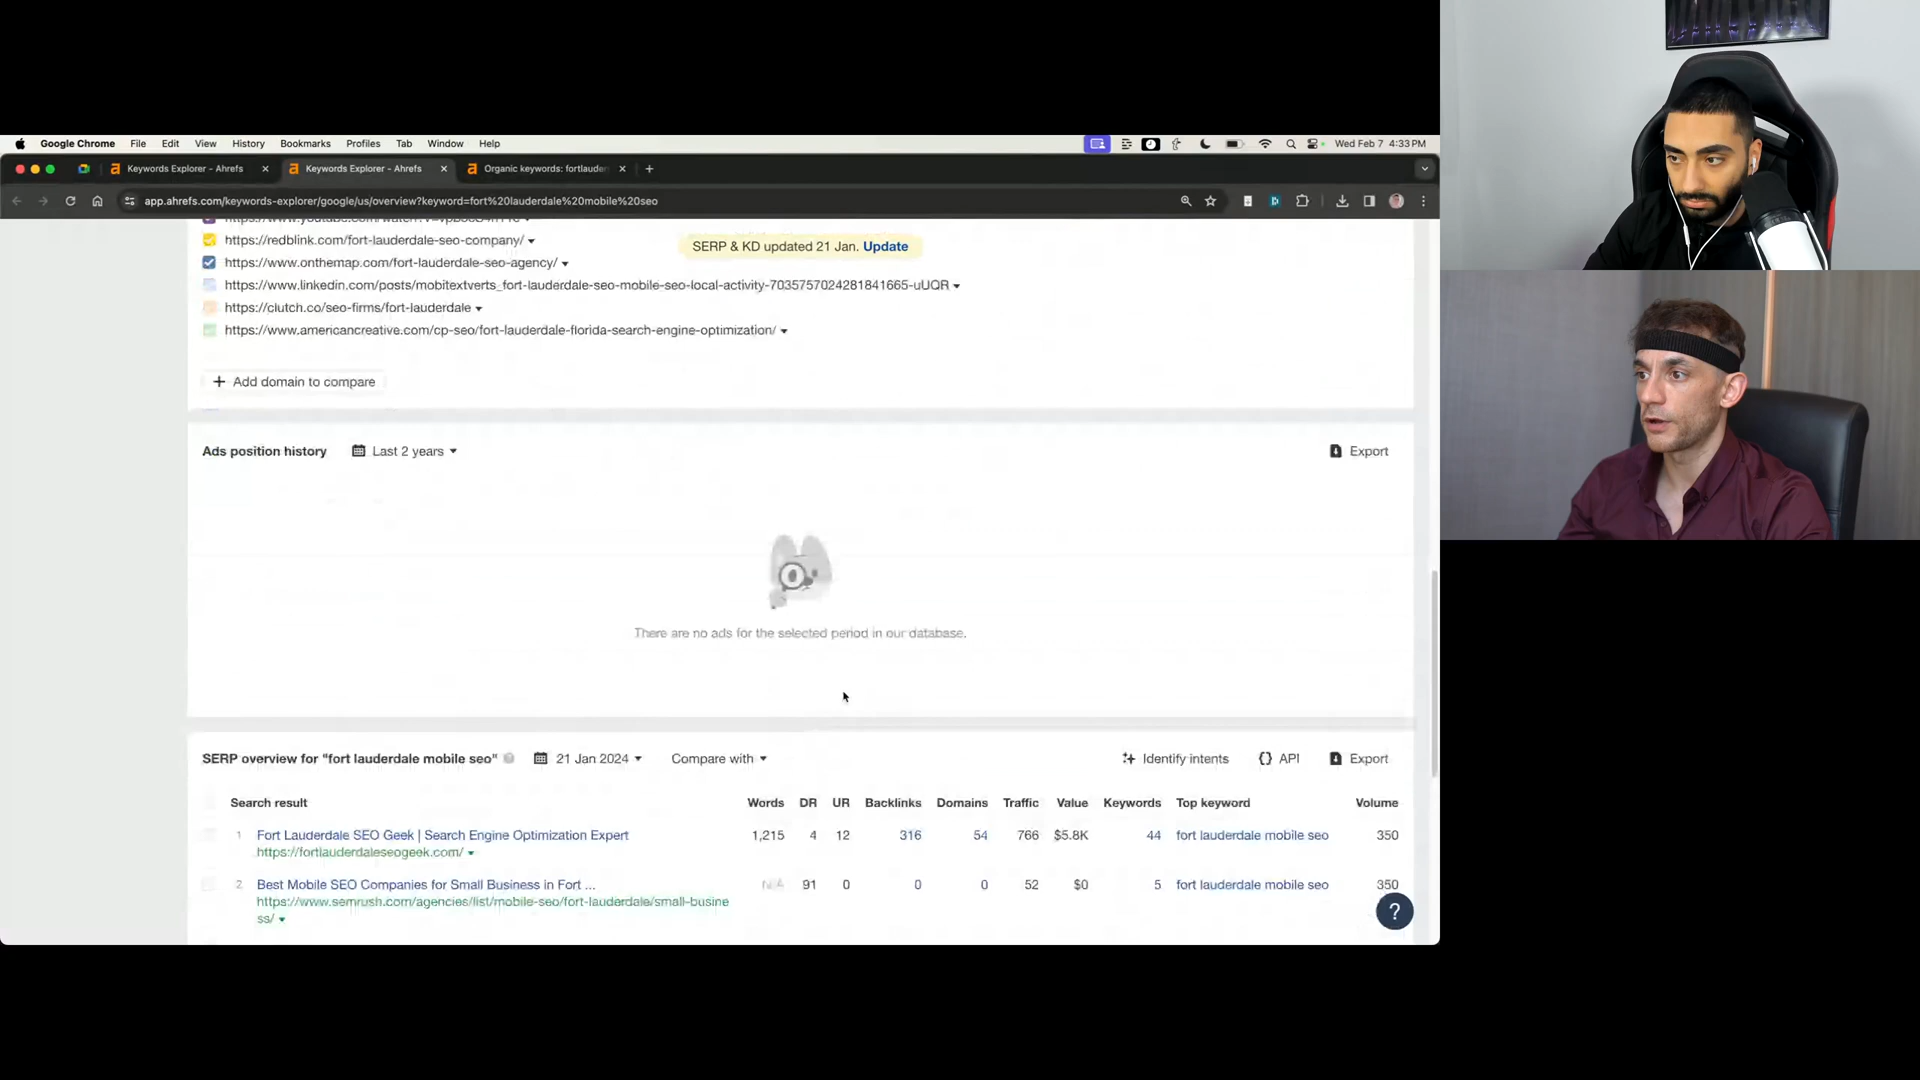 Google Chrome File Edit View History Bookmarks Profiles Tab Window Help Wed Feb 7 4:33 PM
Keywords Explorer - Ahrefs Keywords Explorer - Ahrefs Organic keywords: fortlauder
app.ahrefs.com/keywords-explorer/google/us/overview?keyword=fort%20lauderdale%20mobile%20seo
https://redblink.com/fort-lauderdale-seo-company/
SERP & KD updated 21 Jan. Update
https://www.onthemap.com/fort-lauderdale-seo-agency/
https://www.linkedin.com/posts/mobitextverts_fort-lauderdale-seo-mobile-seo-local-activity-7035757024281841665-uUQR
https://clutch.co/seo-firms/fort-lauderdale
https://www.americancreative.com/cp-seo/fort-lauderdale-florida-search-engine-optimization/
+ Add domain to compare
Ads position history Last 2 years Export
There are no ads for the selected period in our database.
SERP overview for "fort lauderdale mobile seo" 21 Jan 2024 Compare with Identify intents API Export
Search result Words DR UR Backlinks Domains Traffic Value Keywords Top keyword Volume
1 Fort Lauderdale SEO Geek | Search Engine Optimization Expert 1,215 4 12 316 54 766 $5.8K 44 fort lauderdale mobile seo 350
https://fortlauderdaleseogeek.com/
2 Best Mobile SEO Companies for Small Business in Fort ... N/A 91 0 0 0 52 $0 5 fort lauderdale mobile seo 350
https://www.semrush.com/agencies/list/mobile-seo/fort-lauderdale/small-busine
ss/
?